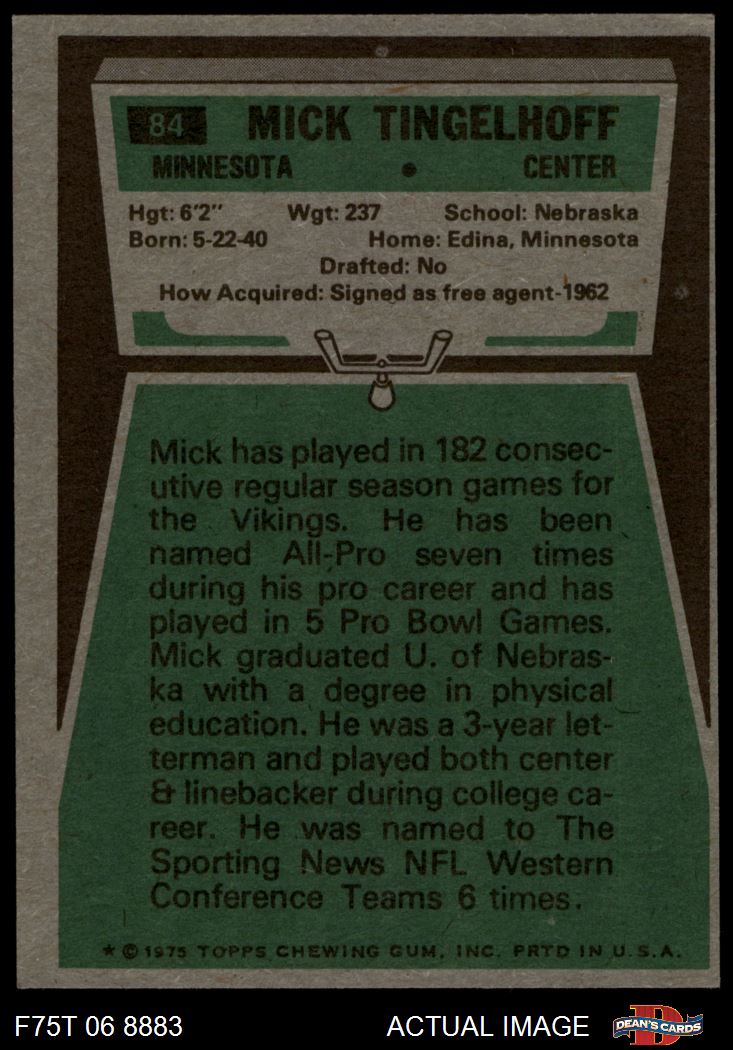 84 MICK TINGELHOFF
MINNESOTA • CENTER
Hgt: 6'2" Wgt: 237 School: Nebraska
Born: 5-22-40 Home: Edina, Minnesota
Drafted: No
How Acquired: Signed as free agent-1962
Mick has played in 182 consec-
utive regular season games for
the Vikings. He has been
named All-Pro seven times
during his pro career and has
played in 5 Pro Bowl Games.
Mick graduated U. of Nebras-
ka with a degree in physical
education. He was a 3-year let-
terman and played both center
& linebacker during college ca-
reer. He was named to The
Sporting News NFL Western
Conference Teams 6 times.
★ © 1975 TOPPS CHEWING GUM, INC. PRTD IN U.S.A.
F75T 06 8883 ACTUAL IMAGE D DEAN'S CARDS